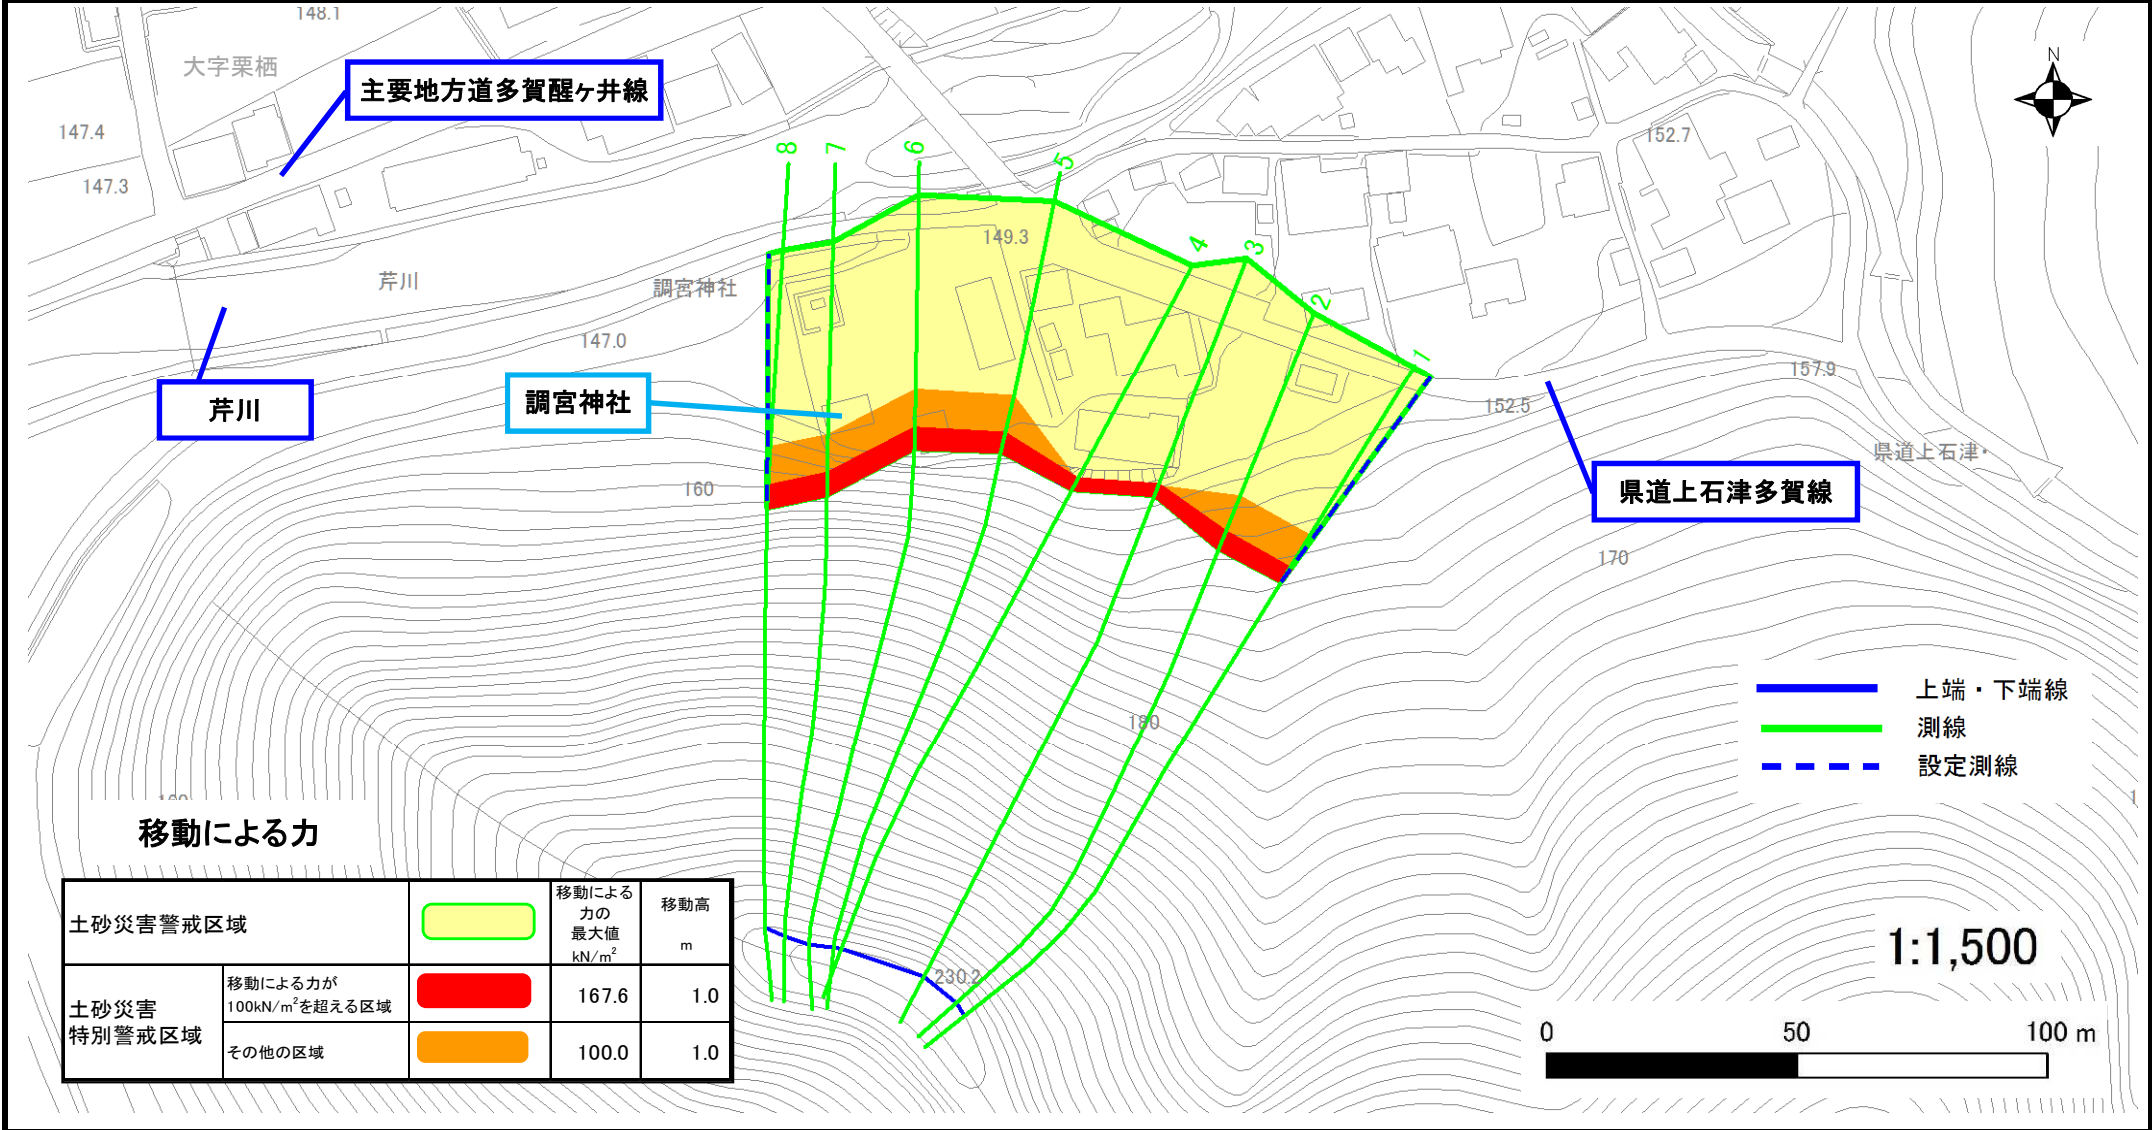 148.1
大字栗栖
主要地方道多賀醒ヶ井線
N
147.4
152.7
147.3
8
7
6
5
149.3
4
3
芹川
調宮神社
2
147.0
1
157.9
調宮神社
芹川
152.5
県道上石津
160
県道上石津多賀線
170
上端・下端線
180
測線
設定測線
160
移動による力
土砂災害警戒区域
移動による
力の
最大値
kN/m²
移動高
m
土砂災害
特別警戒区域
移動による力が
100kN/m²を超える区域
167.6
1.0
その他の区域
100.0
1.0
230.2
1:1,500
0
50
100 m